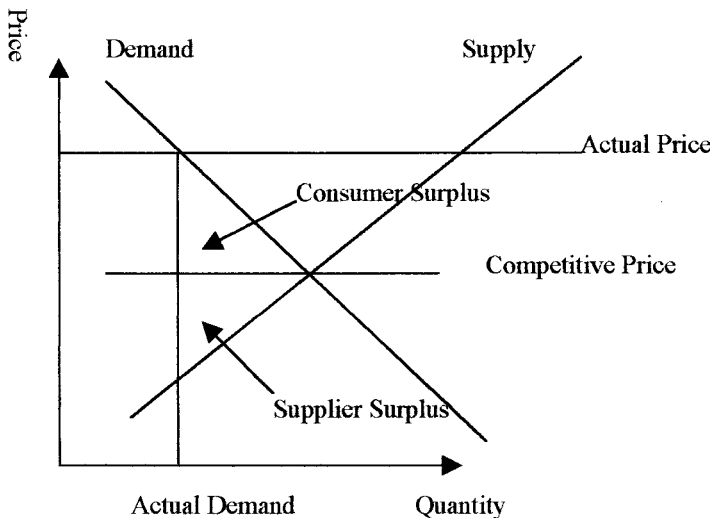 Price
Demand
Supply
Actual Price
Consumer Surplus
Competitive Price
Supplier Surplus
Actual Demand
Quantity